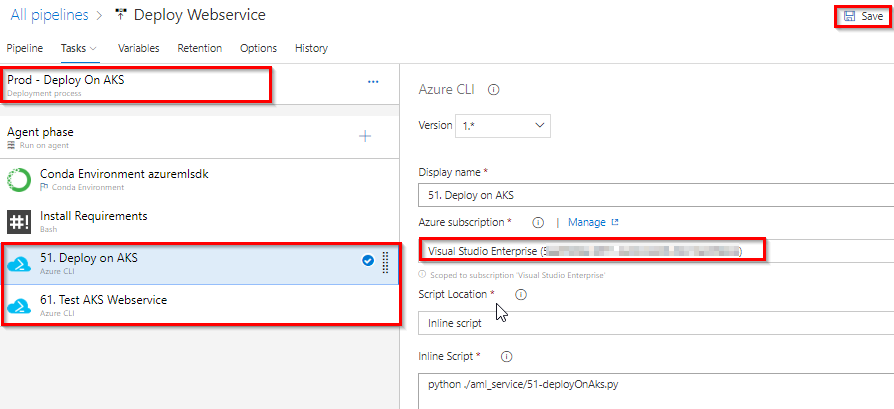 All pipelines > Deploy Webservice
Save
Pipeline Tasks Variables Retention Options History
Prod - Deploy On AKS
Deployment process
Agent phase
Run on agent
Conda Environment azuremlsdk
Conda Environment
#!
Install Requirements
Bash
51. Deploy on AKS
Azure CLI
61. Test AKS Webservice
Azure CLI
Azure CLI
Version 1.*
Display name *
51. Deploy on AKS
Azure subscription * | Manage
Visual Studio Enterprise (
Scoped to subscription 'Visual Studio Enterprise'
Script Location *
Inline script
Inline Script *
python ./aml_service/51-deployOnAks.py